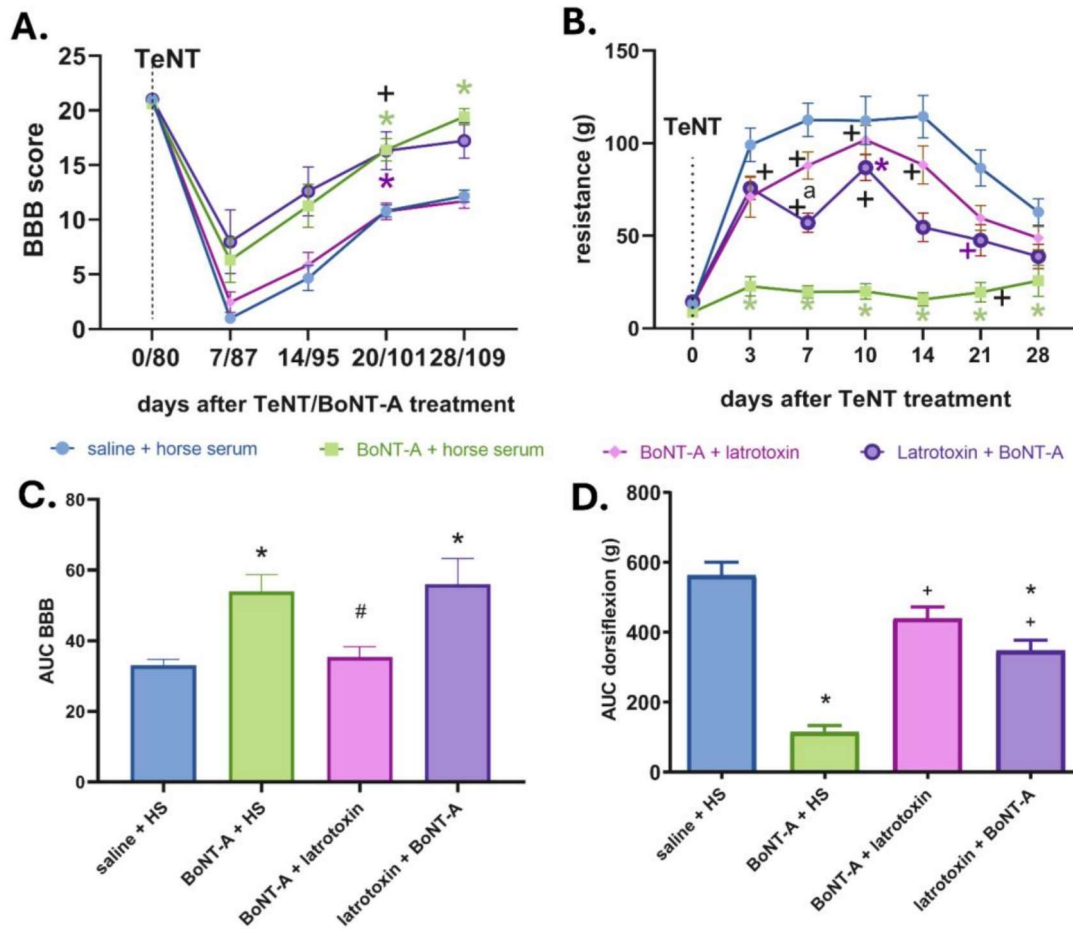 A.
TeNT
BBB score
25
20
15
10
5
0
+
*
*
*
0/80 7/87 14/95 20/101 28/109
days after TeNT/BoNT-A treatment
B.
TeNT
resistance (g)
150
100
50
0
+ + + * +
a
+ +
+
+
* * * * * *
0 3 7 10 14 21 28
days after TeNT treatment
saline + horse serum BoNT-A + horse serum BoNT-A + latrotoxin Latrotoxin + BoNT-A
C.
AUC BBB
80
60
40
20
0
* # *
saline + HS
BoNT-A + HS
BoNT-A + latrotoxin
latrotoxin + BoNT-A
D.
AUC dorsiflexion (g)
800
600
400
200
0
* + *
+
saline + HS
BoNT-A + HS
BoNT-A + latrotoxin
latrotoxin + BoNT-A